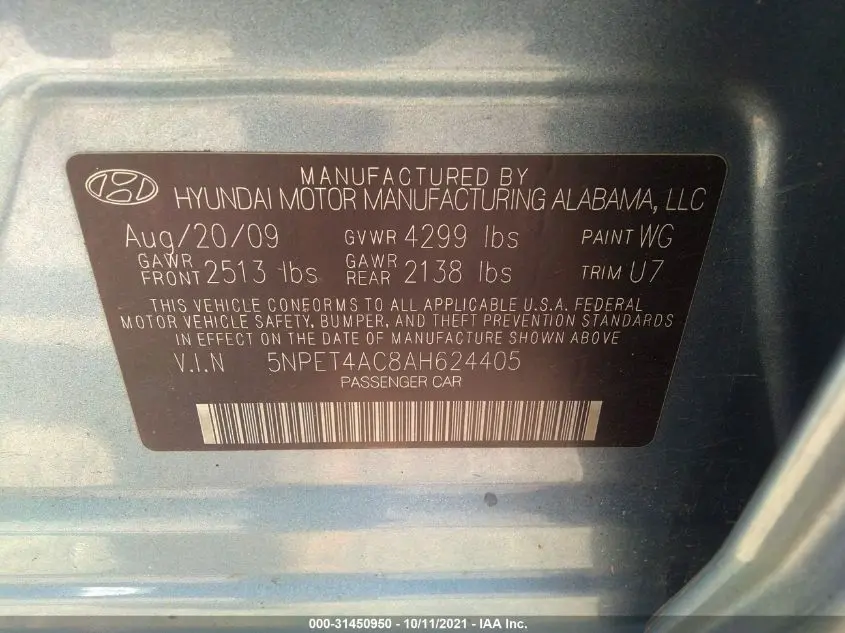 MANUFACTURED BY
HYUNDAI MOTOR MANUFACTURING ALABAMA, LLC
Aug/20/09 GVWR 4299 lbs PAINT WG
GAWR FRONT 2513 lbs GAWR REAR 2138 lbs TRIM U7
THIS VEHICLE CONFORMS TO ALL APPLICABLE U.S.A. FEDERAL
MOTOR VEHICLE SAFETY, BUMPER, AND THEFT PREVENTION STANDARDS
IN EFFECT ON THE DATE OF MANUFACTURE SHOWN ABOVE
V.I.N 5NPET4AC8AH624405
PASSENGER CAR
000-31450950 - 10/11/2021 - IAA Inc.